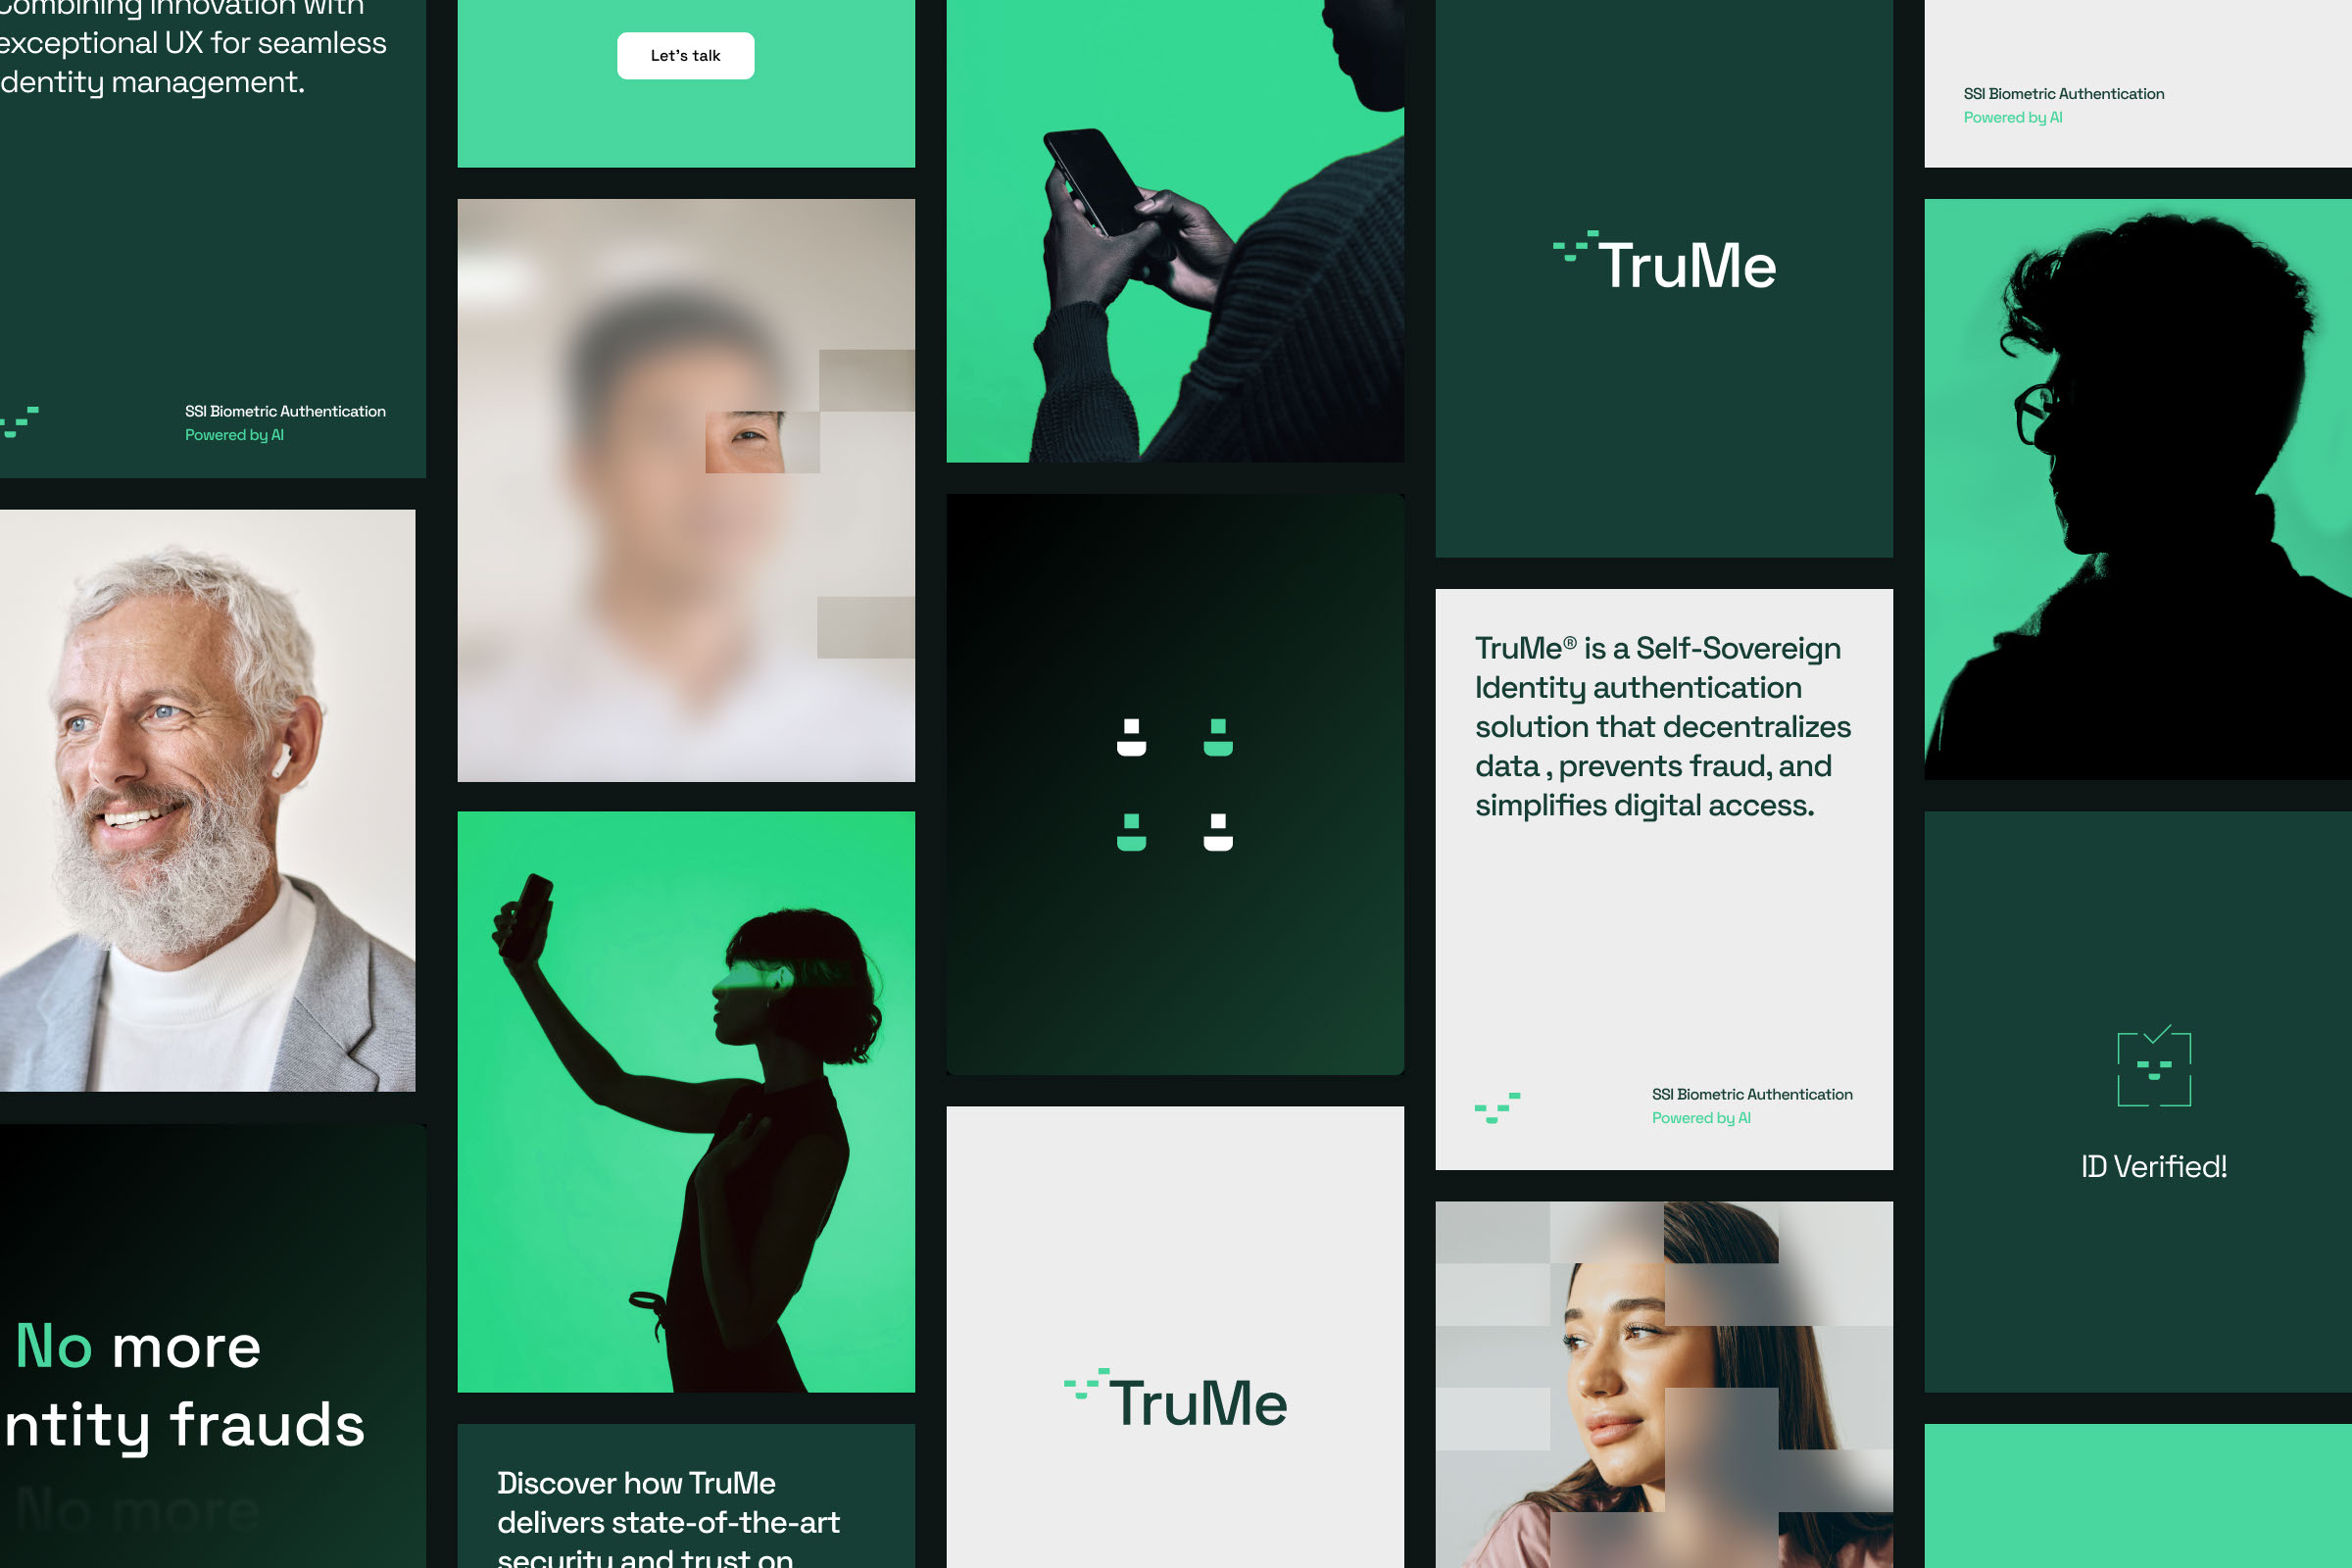 Combining innovation with
exceptional UX for seamless
identity management.
SSI Biometric Authentication
Powered by AI
No more
ntity frauds
No more
Let's talk
Discover how TruMe
delivers state-of-the-art
security and trust on
TruMe
TruMe
TruMe® is a Self-Sovereign
Identity authentication
solution that decentralizes
data , prevents fraud, and
simplifies digital access.
SSI Biometric Authentication
Powered by AI
SSI Biometric Authentication
Powered by AI
ID Verified!